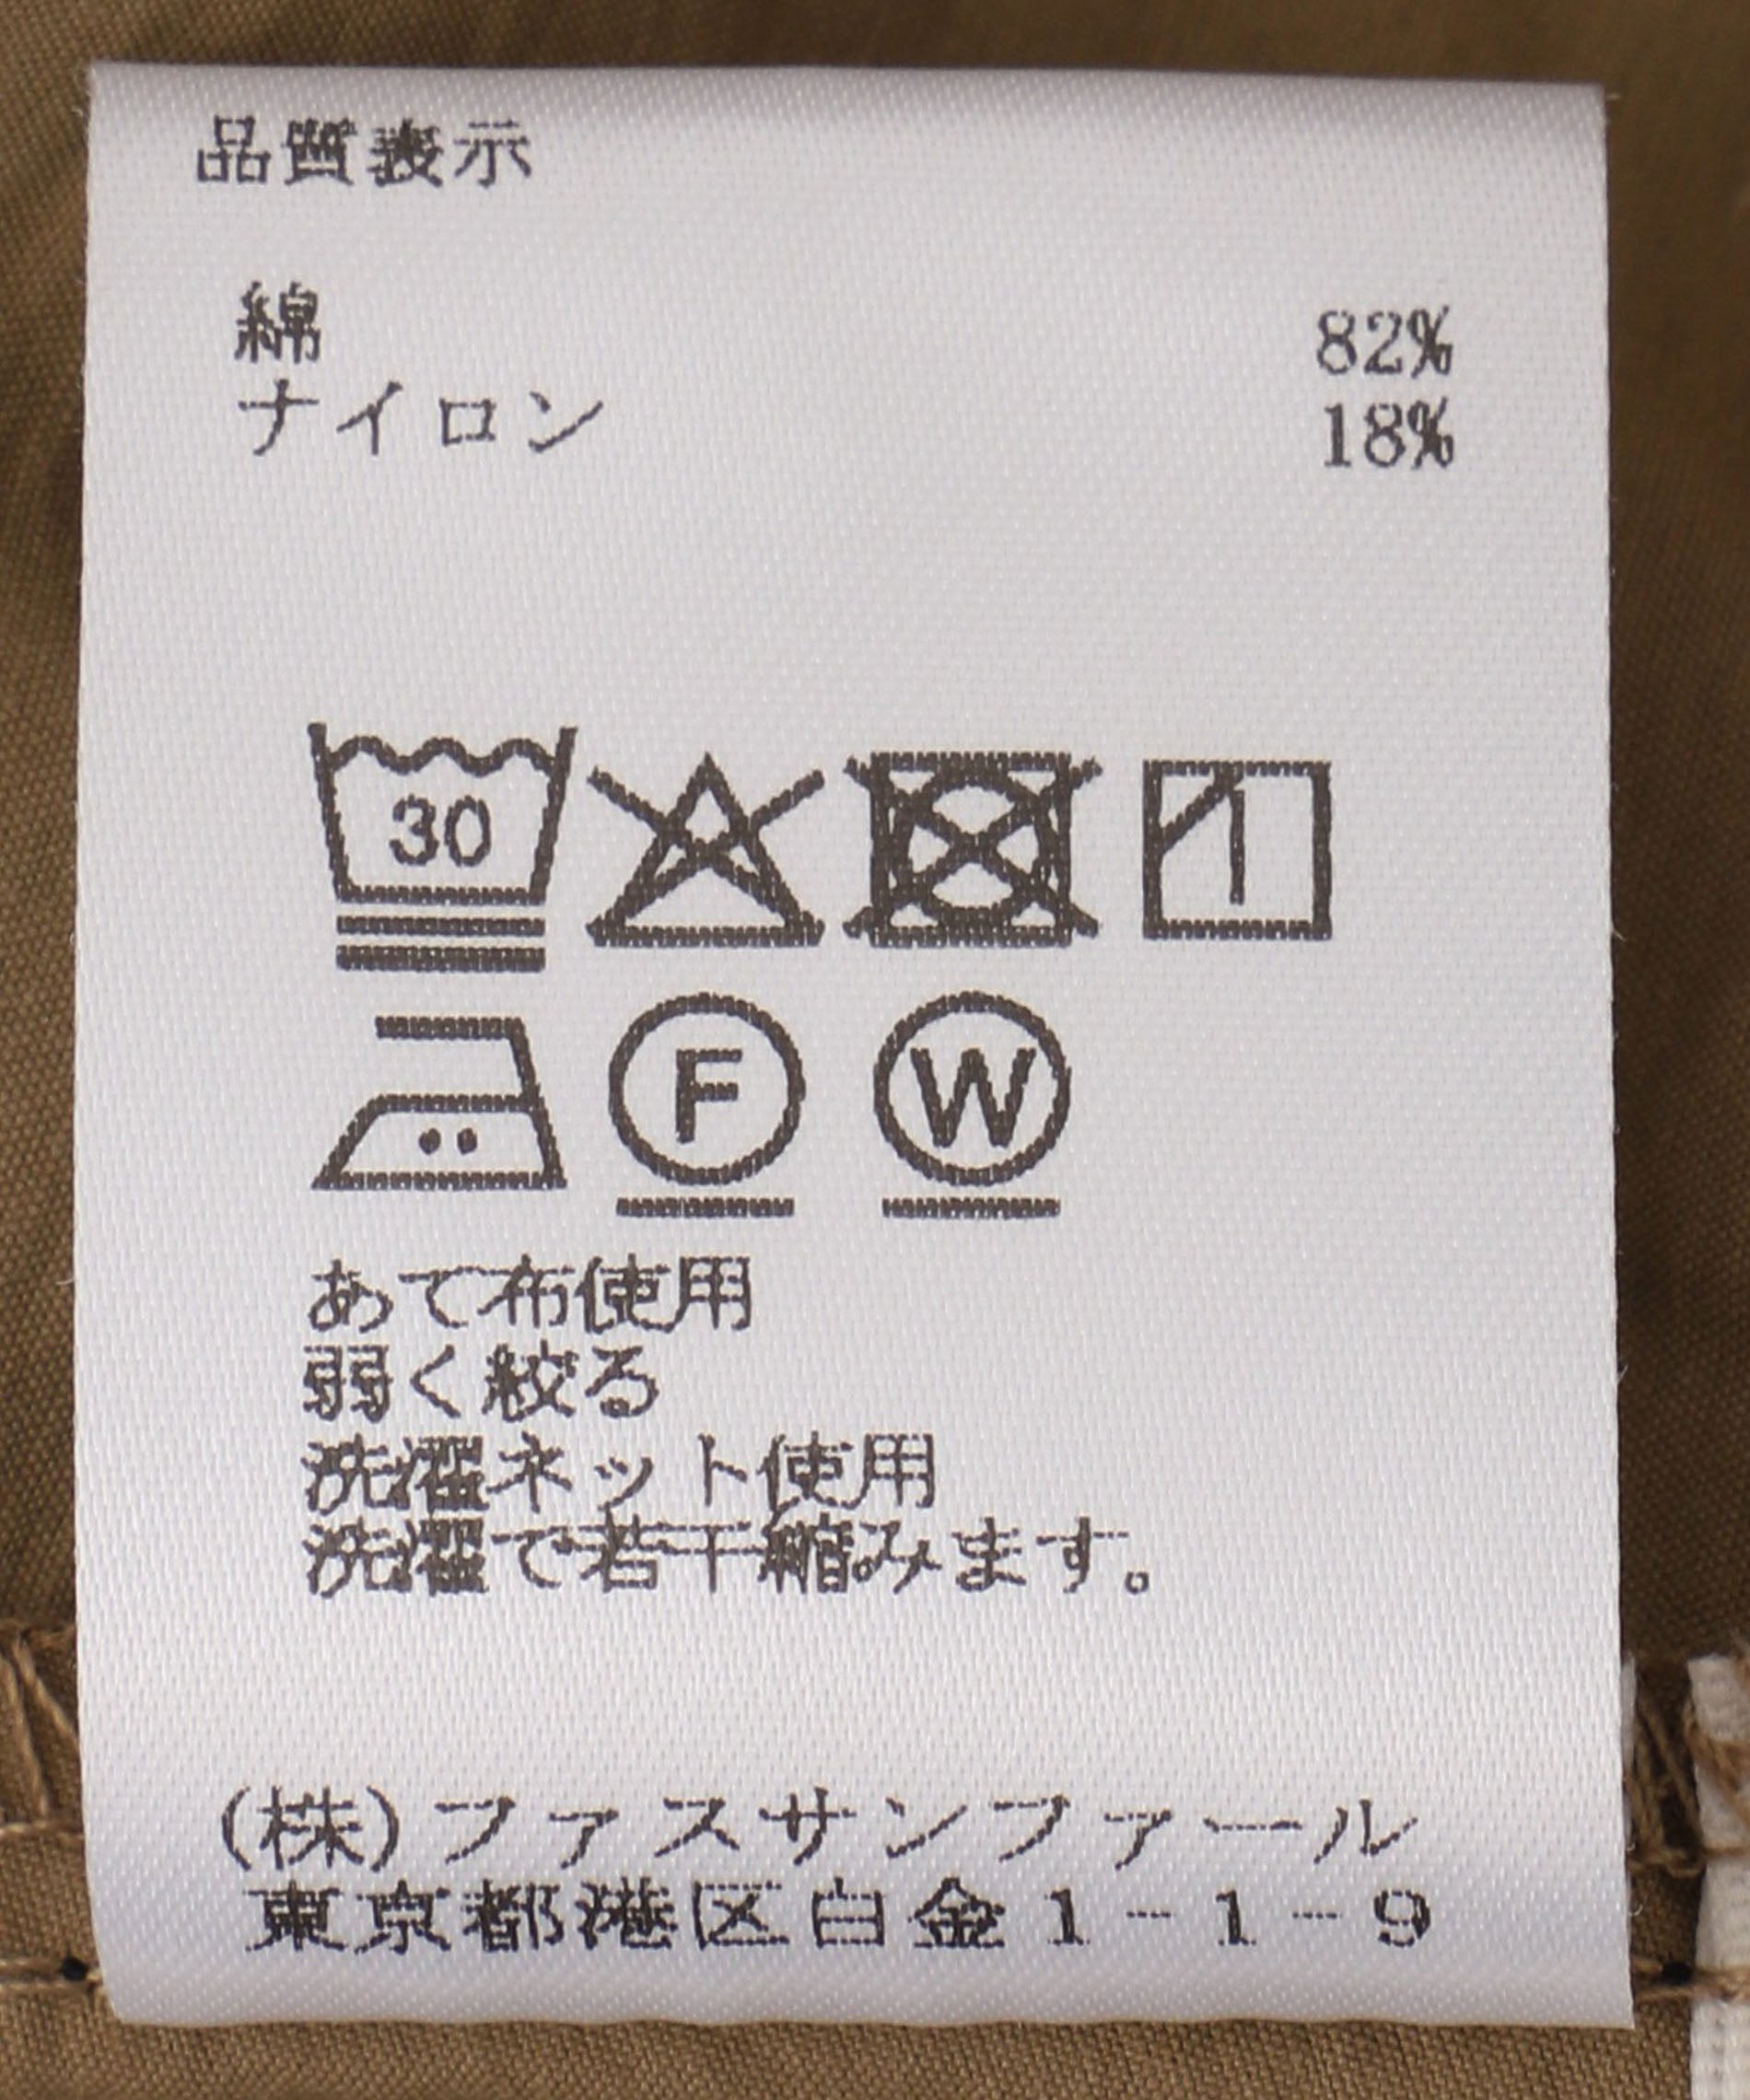 品質表示
綿 82%
ナイロン 18%
30
F W
あて布使用
弱く絞る
洗濯ネット使用
洗濯で若干縮みます。
(株)ファスサンファール
東京都港区白金1-1-9